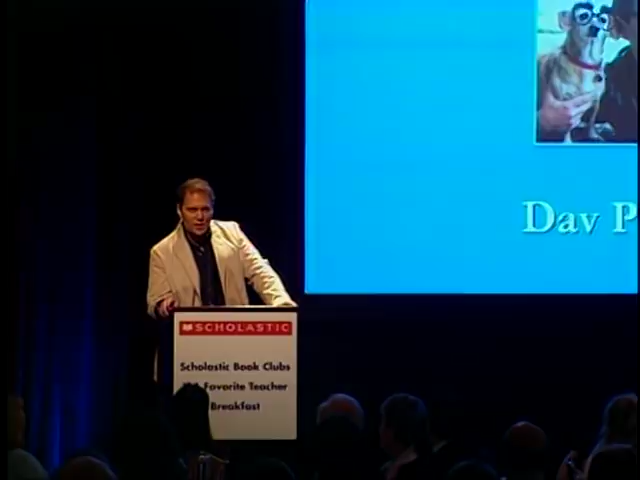 Dav P
SCHOLASTIC
Scholastic Book Clubs
Favorite Teacher
Breakfast